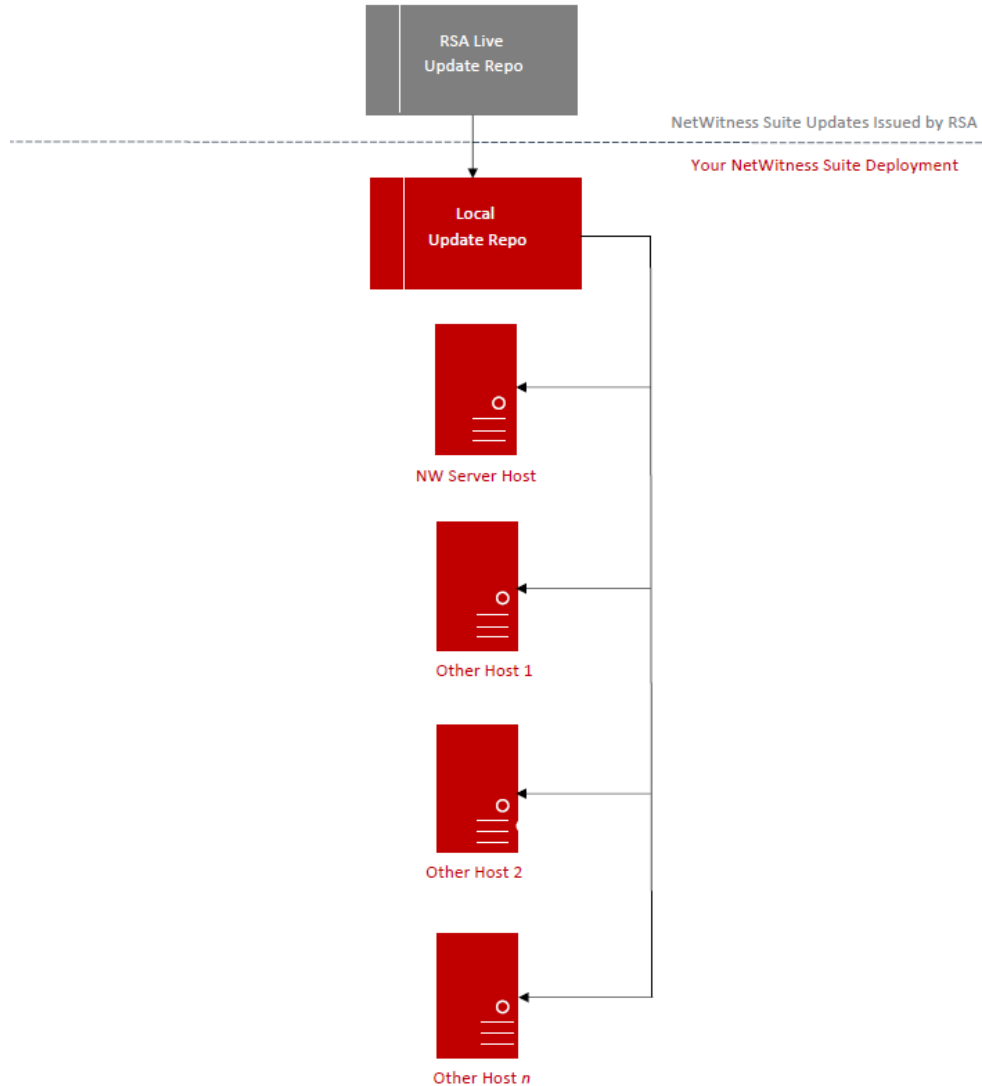 RSA Live
Update Repo
NetWitness Suite Updates Issued by RSA
Your NetWitness Suite Deployment
Local
Update Repo
NW Server Host
Other Host 1
Other Host 2
Other Host n